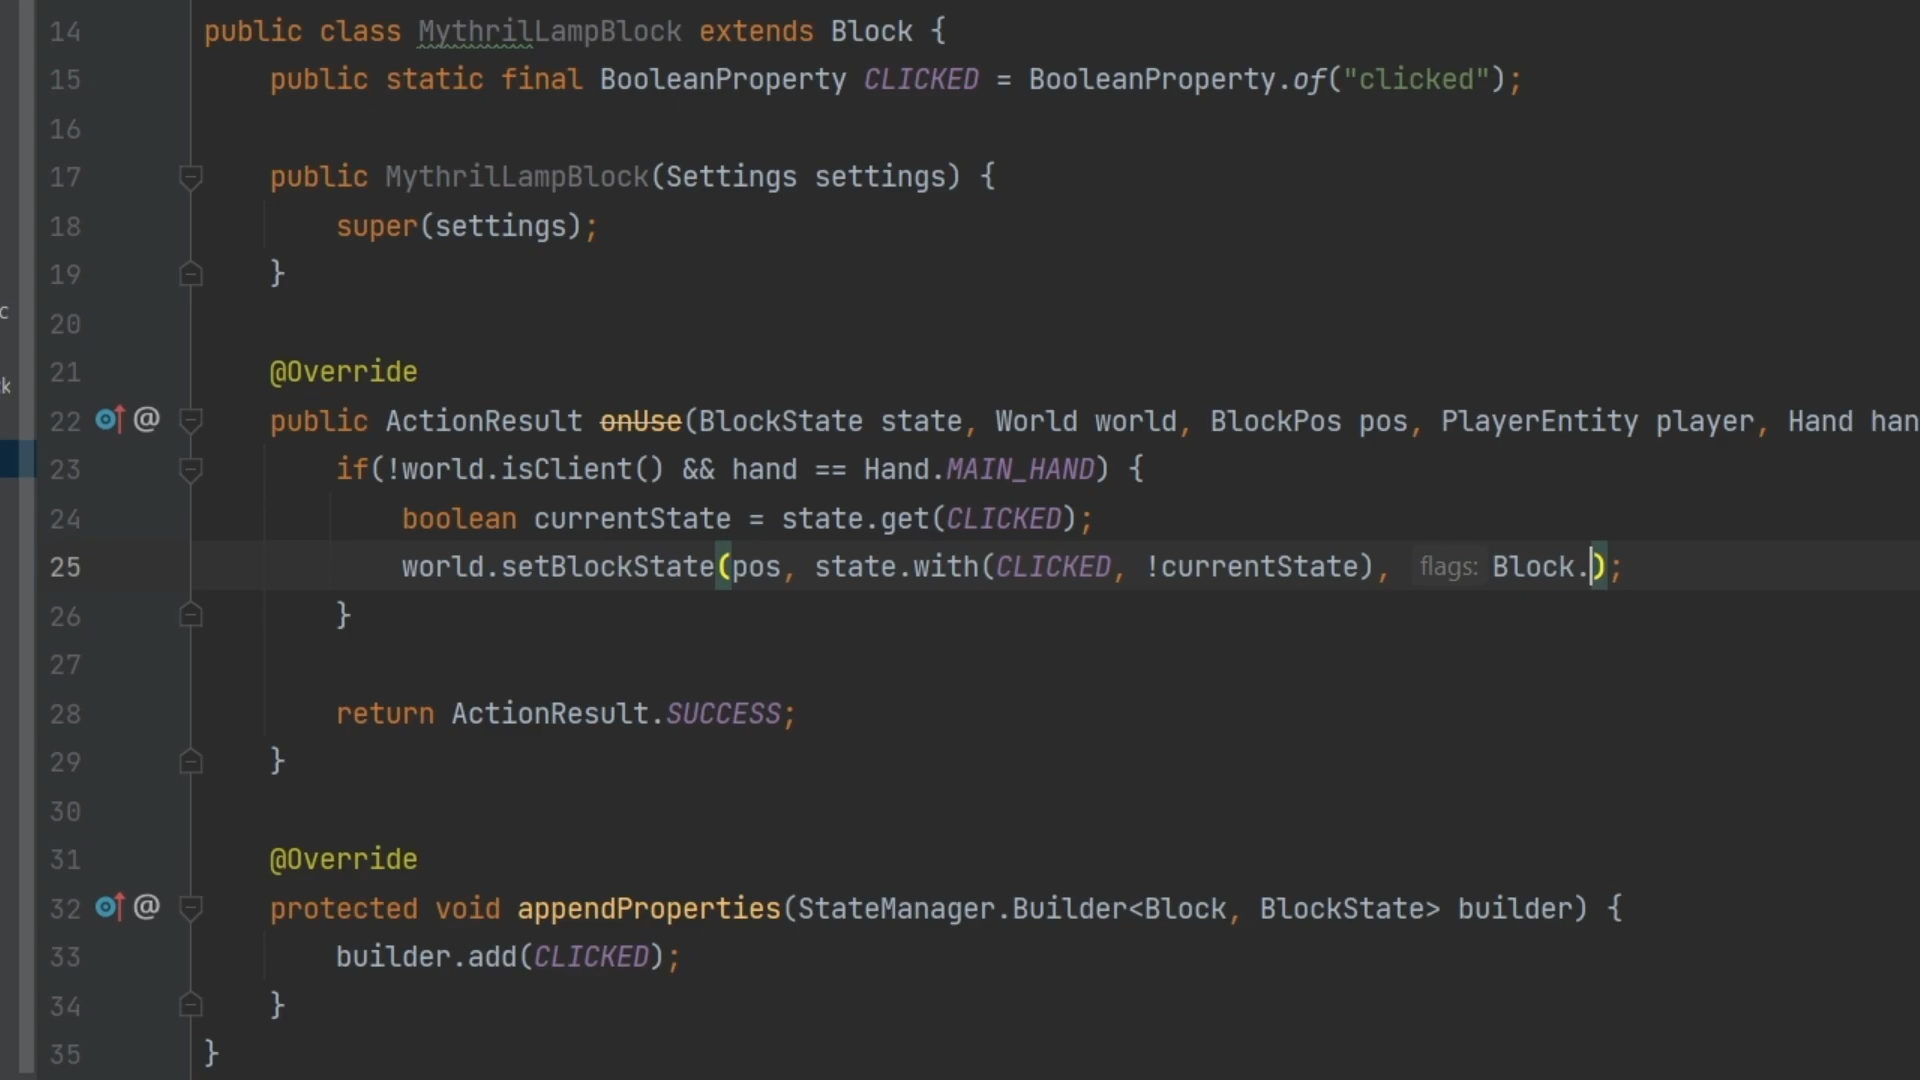 c
k
14 public class MythrilLampBlock extends Block {
15 public static final BooleanProperty CLICKED = BooleanProperty.of("clicked");
16
17 public MythrilLampBlock(Settings settings) {
18 super(settings);
19 }
20
21 @Override
22 @ public ActionResult onUse(BlockState state, World world, BlockPos pos, PlayerEntity player, Hand han
23 if(!world.isClient() && hand == Hand.MAIN_HAND) {
24 boolean currentState = state.get(CLICKED);
25 world.setBlockState(pos, state.with(CLICKED, !currentState), flags: Block.);
26 }
27
28 return ActionResult.SUCCESS;
29 }
30
31 @Override
32 @ protected void appendProperties(StateManager.Builder<Block, BlockState> builder) {
33 builder.add(CLICKED);
34 }
35 }